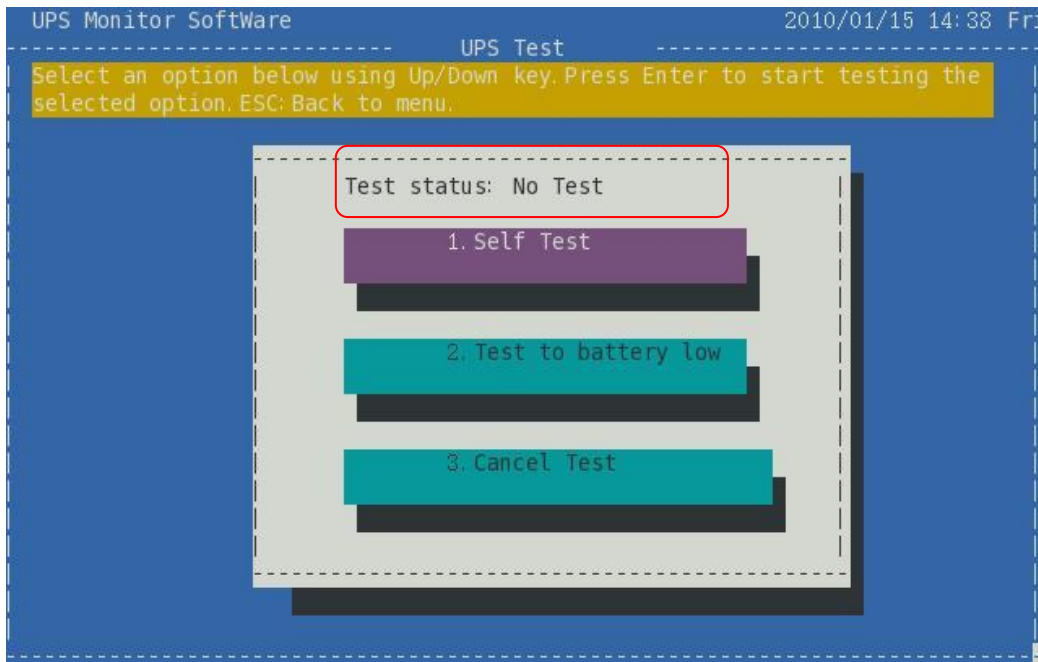 UPS Monitor SoftWare 2010/01/15 14:38 Fri
UPS Test
Select an option below using Up/Down key. Press Enter to start testing the
selected option. ESC: Back to menu.
Test status: No Test
1. Self Test
2. Test to battery low
3. Cancel Test